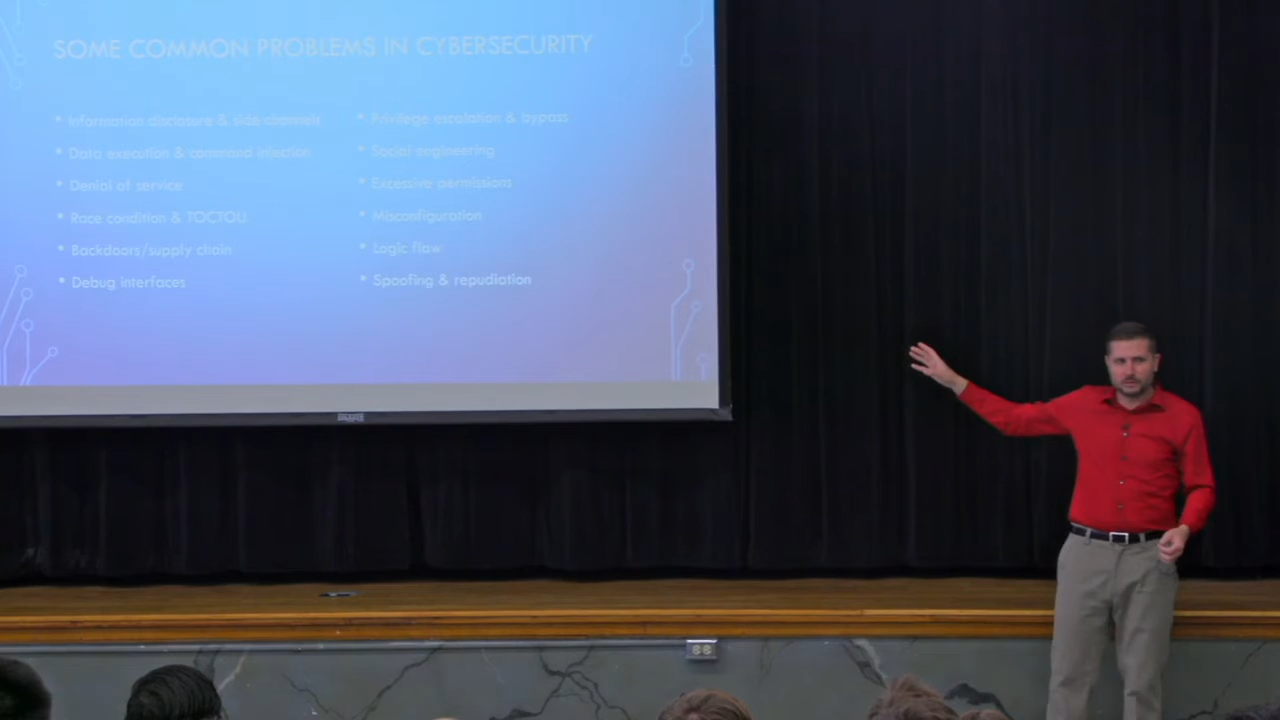 SOME COMMON PROBLEMS IN CYBERSECURITY
* Information disclosure & side-channels
* Data execution & command injection
* Denial of service
* Race condition & TOCTOU
* Backdoors/supply chain
* Debug interfaces
* Privilege escalation & bypass
* Social engineering
* Excessive permissions
* Misconfiguration
* Logic flaw
* Spoofing & repudiation